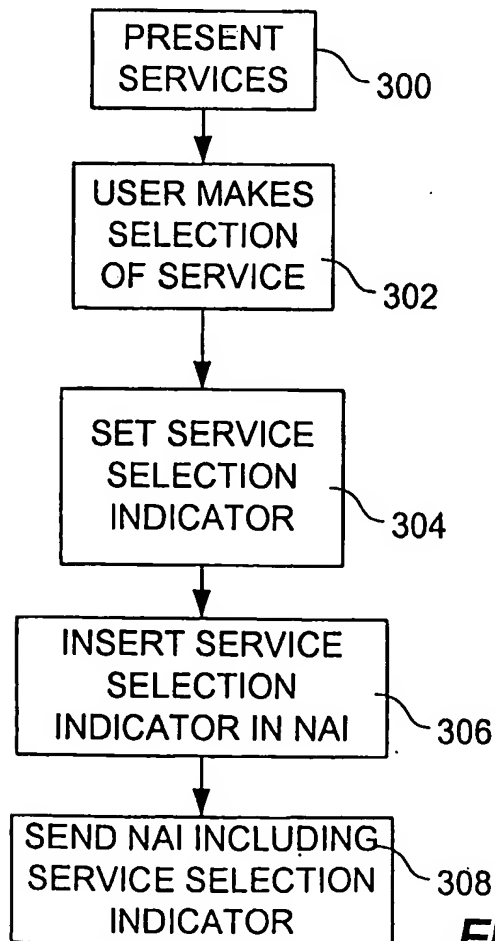 PRESENT
SERVICES
300
USER MAKES
SELECTION
OF SERVICE
302
SET SERVICE
SELECTION
INDICATOR
304
INSERT SERVICE
SELECTION
INDICATOR IN NAI
306
SEND NAI INCLUDING
SERVICE SELECTION
INDICATOR
308